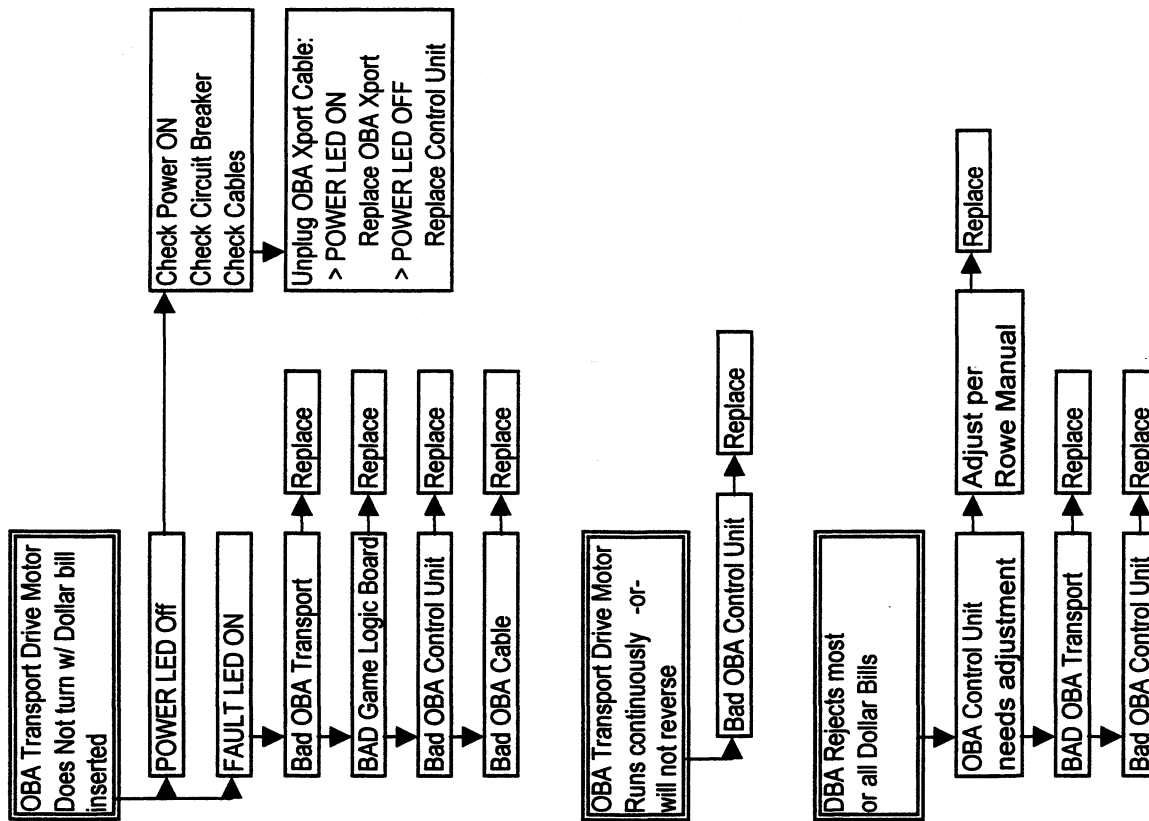 OBA Transport Drive Motor
Does Not turn w/ Dollar bill
inserted
POWER LED Off
Check Power ON
Check Circuit Breaker
Check Cables
Unplug OBA Xport Cable:
> POWER LED ON
Replace OBA Xport
> POWER LED OFF
Replace Control Unit
FAULT LED ON
Bad OBA Transport
Replace
BAD Game Logic Board
Replace
Bad OBA Control Unit
Replace
Bad OBA Cable
Replace
OBA Transport Drive Motor
Runs continuously -or-
will not reverse
Bad OBA Control Unit
Replace
DBA Rejects most
or all Dollar Bills
OBA Control Unit
needs adjustment
Adjust per
Rowe Manual
Replace
BAD OBA Transport
Replace
Bad OBA Control Unit
Replace